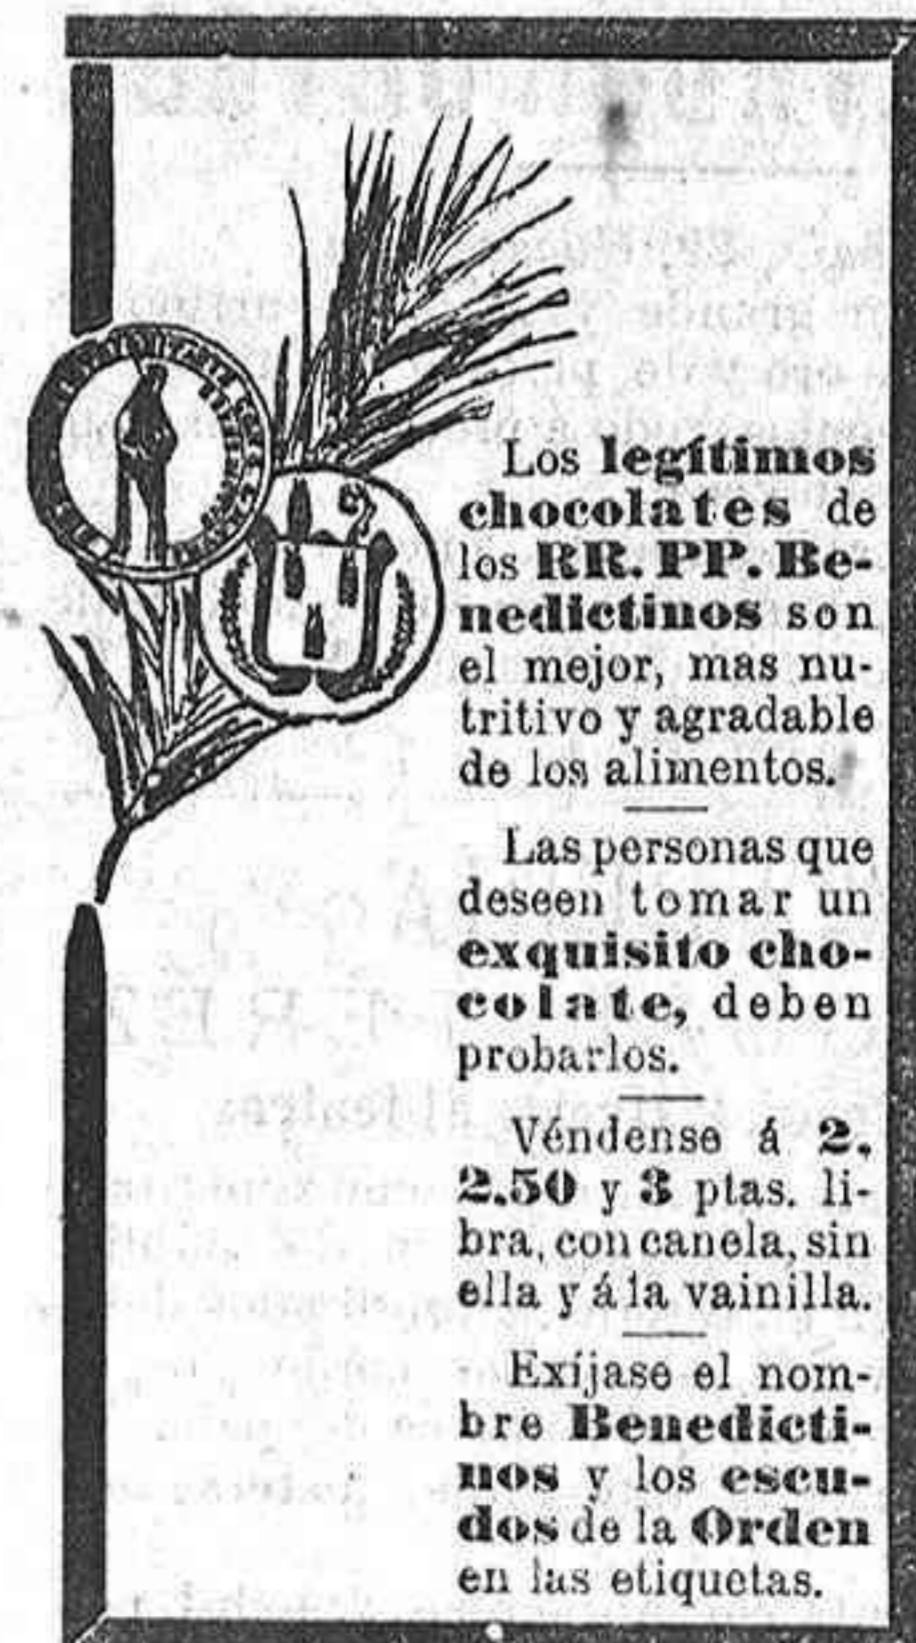 Los legítimos
chocolates de
los RR. PP. Be-
nedictinos son
el mejor, mas nu-
tritivo y agradable
de los alimentos.
Las personas que
deseen tomar un
exquisito cho-
colate, deben
probarlos.
Véndense á 2.
2.50 y 3 ptas. li-
bra, con canela, sin
ella y á la vainilla.
Exíjase el nom-
bre Benedicti-
nos y los escu-
dos de la Orden
en las etiquetas.